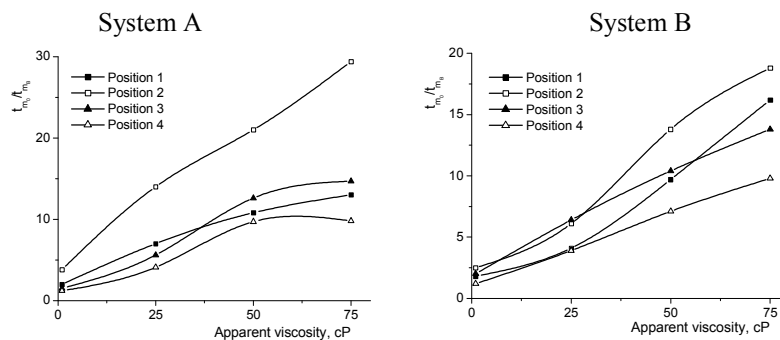 System A
30
20
10
0
0
25
50
75
t_m0/t_mB
Position 1
Position 2
Position 3
Position 4
Apparent viscosity, cP
System B
20
15
10
5
0
0
25
50
75
Position 1
Position 2
Position 3
Position 4
Apparent viscosity, cP